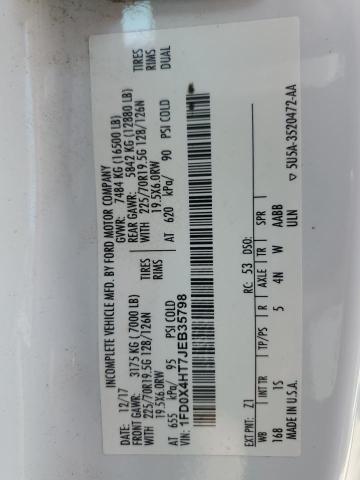 INCOMPLETE VEHICLE MFD. BY FORD MOTOR COMPANY
DATE: 12/17 GVWR: 7484 KG (16500 LB)
FRONT GAWR: 3175 KG (7000 LB) REAR GAWR: 5842 KG (12880 LB)
WITH 225/70R19.5G 128/126N TIRES WITH 225/70R19.5G 128/126N TIRES
19.5X6.0RW RIMS 19.5X6.0RW RIMS
AT 655 kPa/ 95 PSI COLD AT 620 kPa/ 90 PSI COLD DUAL
VIN: 1FD0X4HT7JEB35798
EXT PNT: Z1 RC: 53 DSO:
WB INT TR TP/PS R AXLE TR SPR
168 1S 5 4N W AABB
MADE IN U.S.A. ULN
▽ 5U5A-3520472-AA